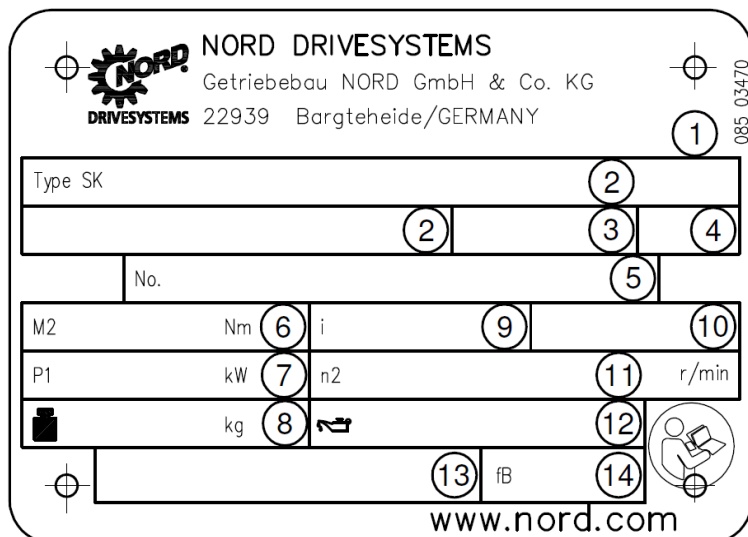 NORD DRIVESYSTEMS
NORD
DRIVESYSTEMS
Getriebebau NORD GmbH & Co. KG
22939 Bargteheide/GERMANY
085 03470
1
Type SK 2
2 3 4
No. 5
M2 Nm 6 i 9 10
P1 kW 7 n2 11 r/min
kg 8 12
13 fB 14
www.nord.com